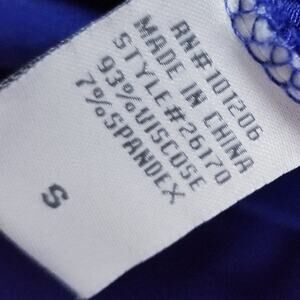 RN#101206
MADE IN CHINA
STYLE#26170
93%VISCOSE
7%SPANDEX
S